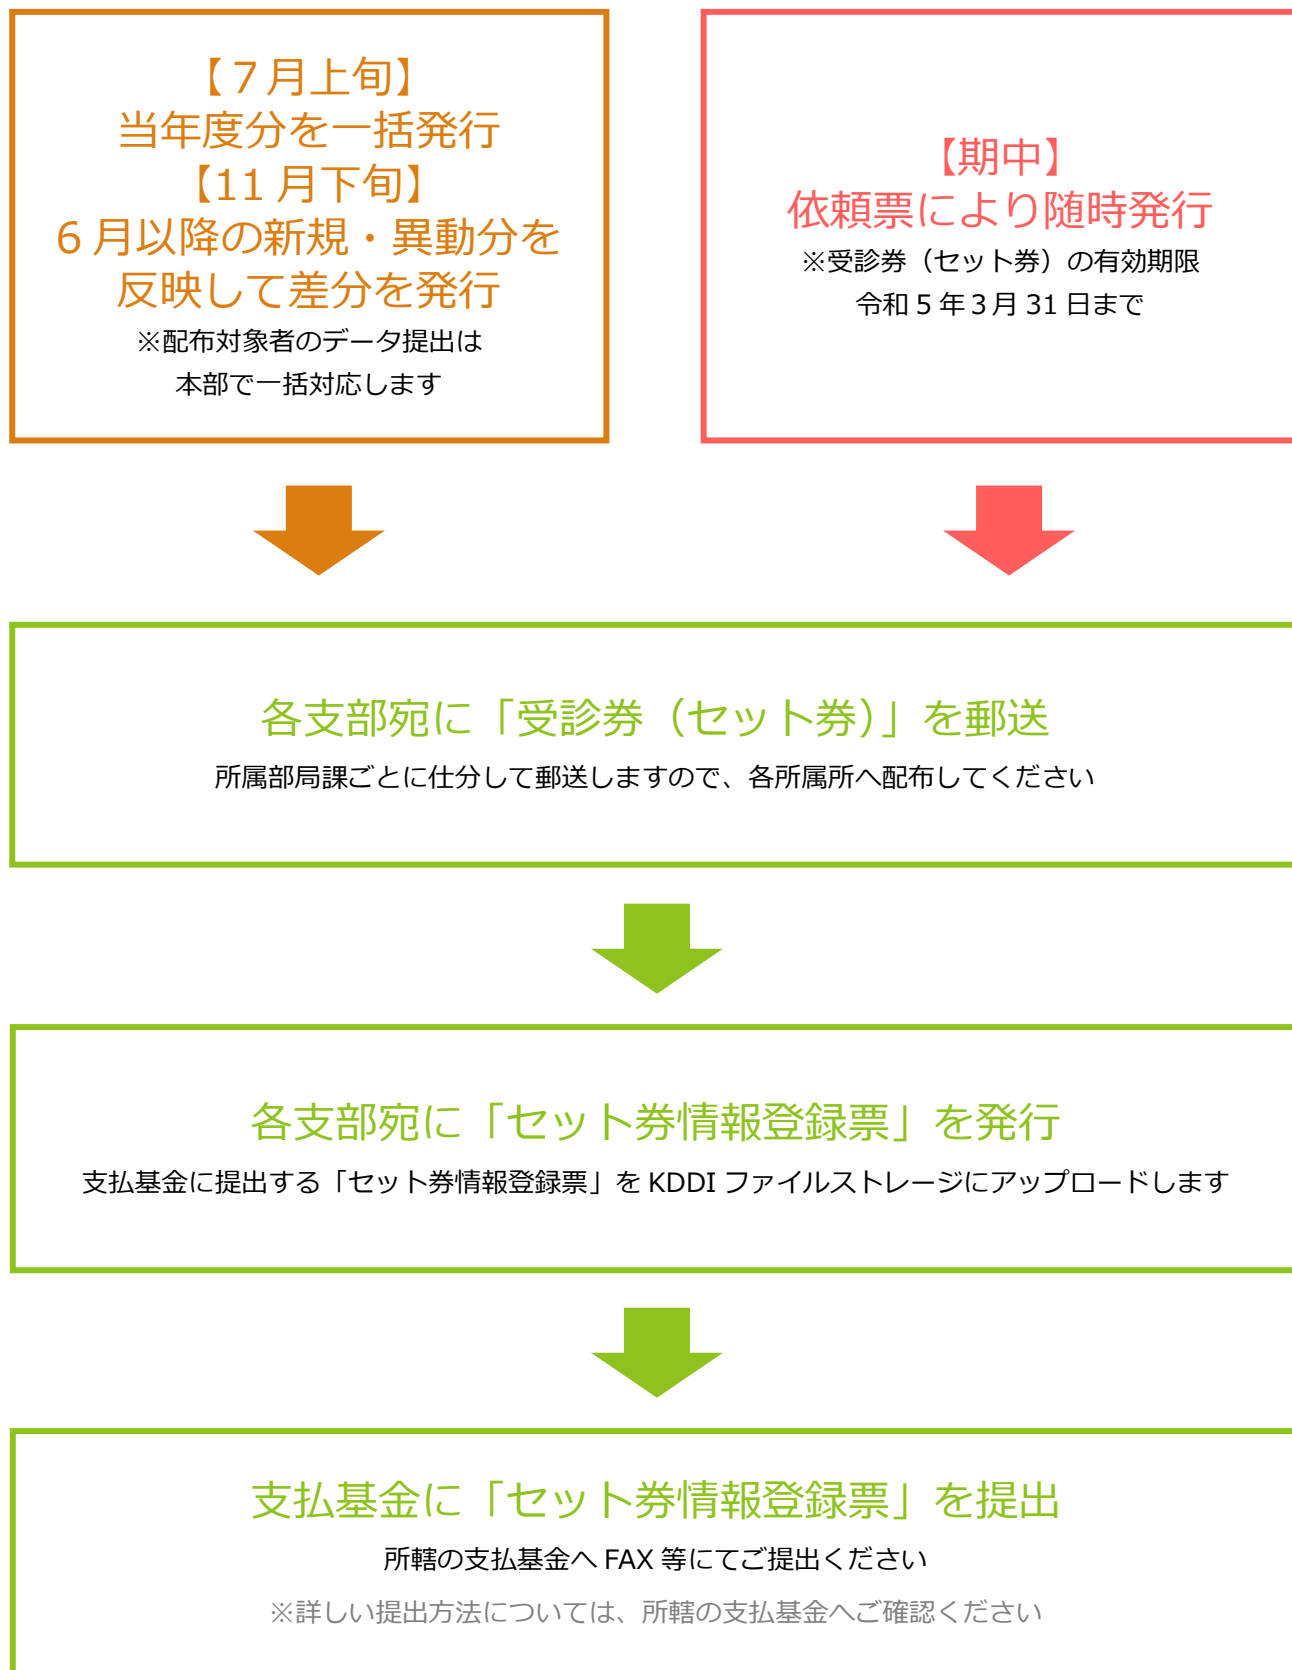 【７月上旬】
当年度分を一括発行
【11 月下旬】
６月以降の新規・異動分を
反映して差分を発行
※配布対象者のデータ提出は
本部で一括対応します
【期中】
依頼票により随時発行
※受診券（セット券）の有効期限
令和５年３月 31 日まで
各支部宛に「受診券（セット券）」を郵送
所属部局課ごとに仕分して郵送しますので、各所属所へ配布してください
各支部宛に「セット券情報登録票」を発行
支払基金に提出する「セット券情報登録票」を KDDI ファイルストレージにアップロードします
支払基金に「セット券情報登録票」を提出
所轄の支払基金へ FAX 等にてご提出ください
※詳しい提出方法については、所轄の支払基金へご確認ください